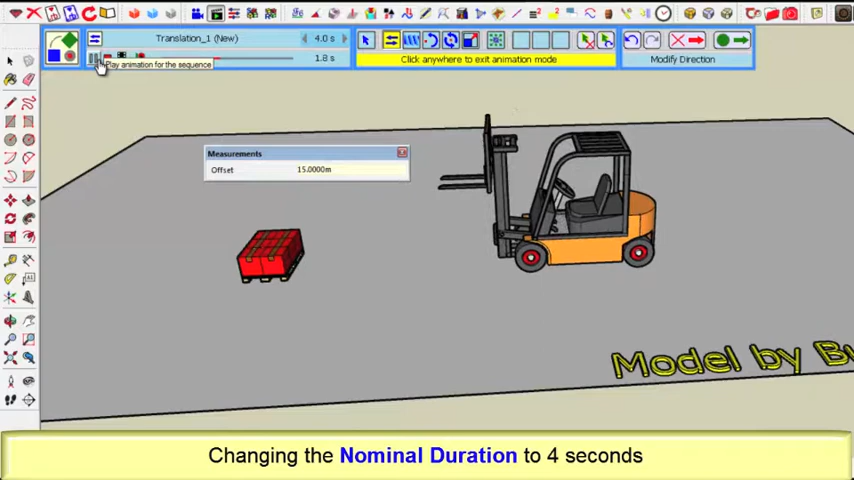 Translation_1 (New)
4.0 s
1.8 s
Play animation for the sequence
Click anywhere to exit animation mode
Modify Direction
Measurements
Offset
15.0000m
Model by Bu
Changing the Nominal Duration to 4 seconds